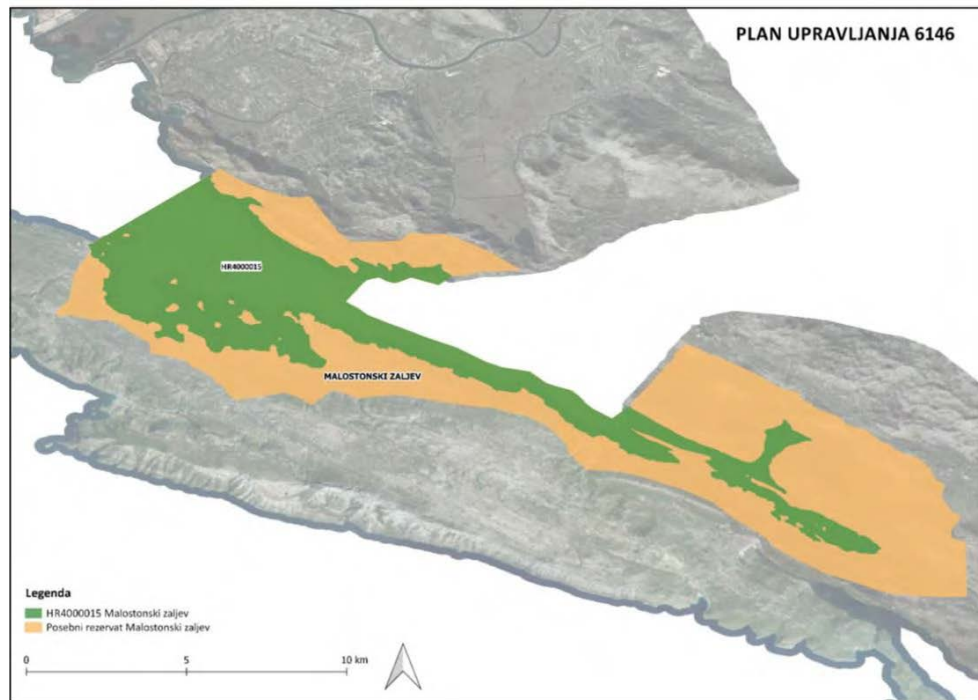 PLAN UPRAVLJANJA 6146
HR4000015
MALOSTONSKI ZALJEV
Legenda
HR4000015 Malostonski zaljev
Posebni rezervat Malostonski zaljev
0 5 10 km